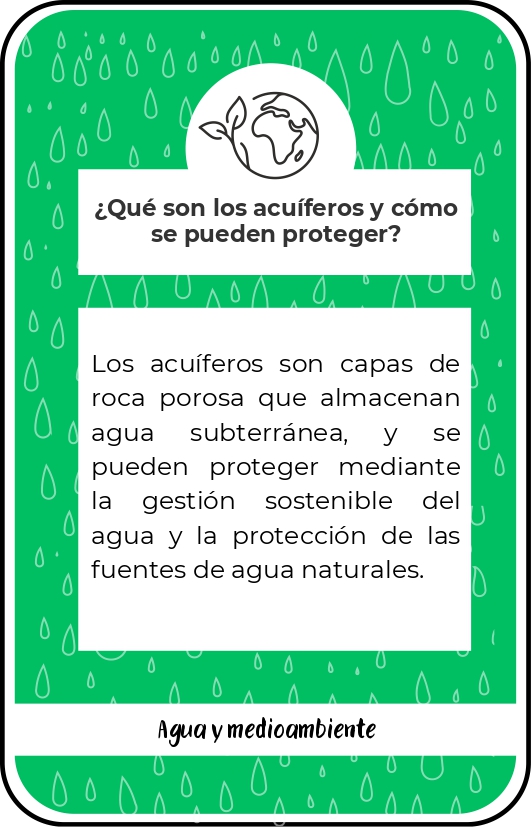 ¿Qué son los acuíferos y cómo
se pueden proteger?
Los acuíferos son capas de
roca porosa que almacenan
agua subterránea, y se
pueden proteger mediante
la gestión sostenible del
agua y la protección de las
fuentes de agua naturales.
Agua y medioambiente